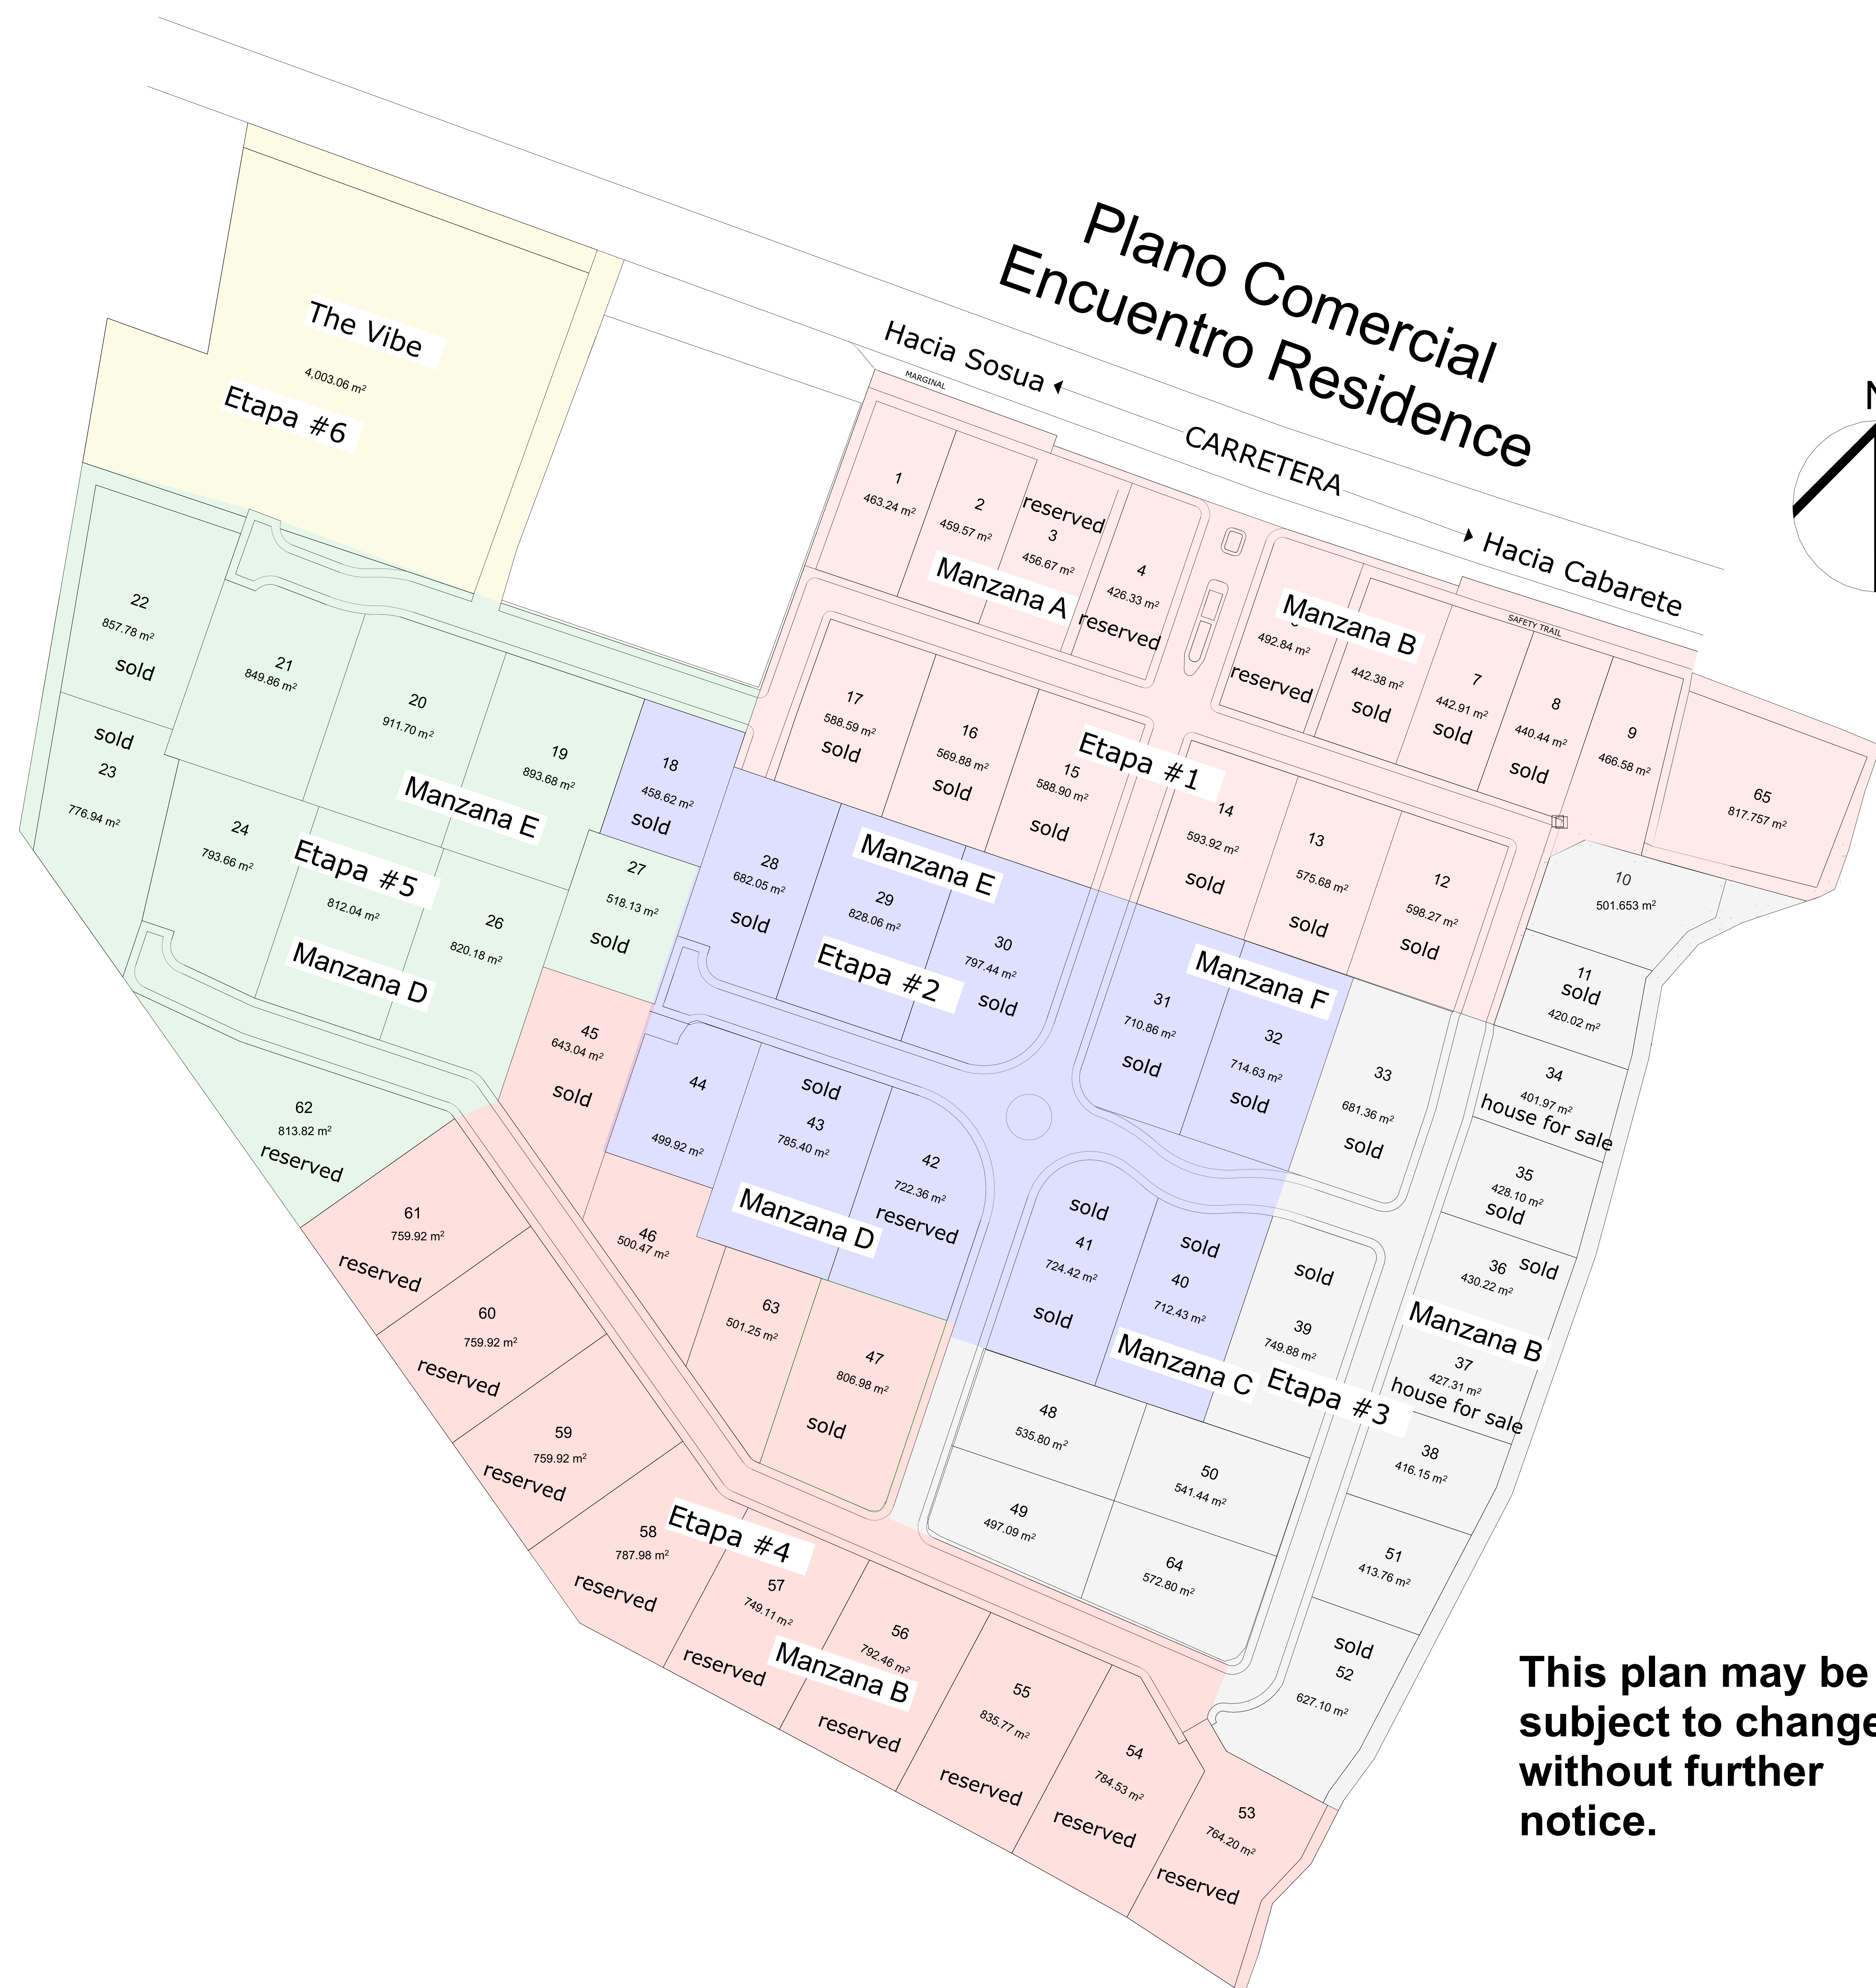 Plano Comercial
Encuentro Residence
Hacia Sosua
CARRETERA
Hacia Cabarete
MARGINAL
SAFETY TRAIL
The Vibe
4,003.06 m²
Etapa #6
1
463.24 m²
2
459.57 m²
reserved
3
456.67 m²
4
426.33 m²
reserved
Manzana A
Manzana B
492.84 m²
reserved
442.38 m²
sold
7
442.91 m²
sold
8
440.44 m²
sold
9
466.58 m²
65
817.757 m²
17
588.59 m²
sold
16
569.88 m²
sold
15
588.90 m²
sold
Etapa #1
14
593.92 m²
sold
13
575.68 m²
sold
12
598.27 m²
sold
10
501.653 m²
11
sold
420.02 m²
22
857.78 m²
sold
21
849.86 m²
20
911.70 m²
19
893.68 m²
18
458.62 m²
sold
Manzana E
sold
23
776.94 m²
24
793.66 m²
Etapa #5
812.04 m²
26
820.18 m²
27
518.13 m²
sold
Manzana D
28
682.05 m²
sold
Manzana E
29
828.06 m²
Etapa #2
30
797.44 m²
sold
Manzana F
31
710.86 m²
sold
32
714.63 m²
sold
33
681.36 m²
sold
34
401.97 m²
house for sale
35
428.10 m²
sold
36
sold
430.22 m²
Manzana B
37
427.31 m²
house for sale
38
416.15 m²
45
643.04 m²
sold
44
499.92 m²
sold
43
785.40 m²
42
722.36 m²
reserved
Manzana D
sold
41
724.42 m²
sold
sold
40
712.43 m²
Manzana C
sold
39
749.88 m²
Etapa #3
62
813.82 m²
reserved
61
759.92 m²
reserved
60
759.92 m²
reserved
59
759.92 m²
reserved
46
500.47 m²
63
501.25 m²
47
806.98 m²
sold
48
535.80 m²
50
541.44 m²
49
497.09 m²
64
572.80 m²
51
413.76 m²
sold
52
627.10 m²
58
787.98 m²
reserved
Etapa #4
57
749.11 m²
reserved
56
792.46 m²
Manzana B
reserved
55
835.77 m²
reserved
54
784.53 m²
reserved
53
764.20 m²
reserved
This plan may be
subject to change
without further
notice.